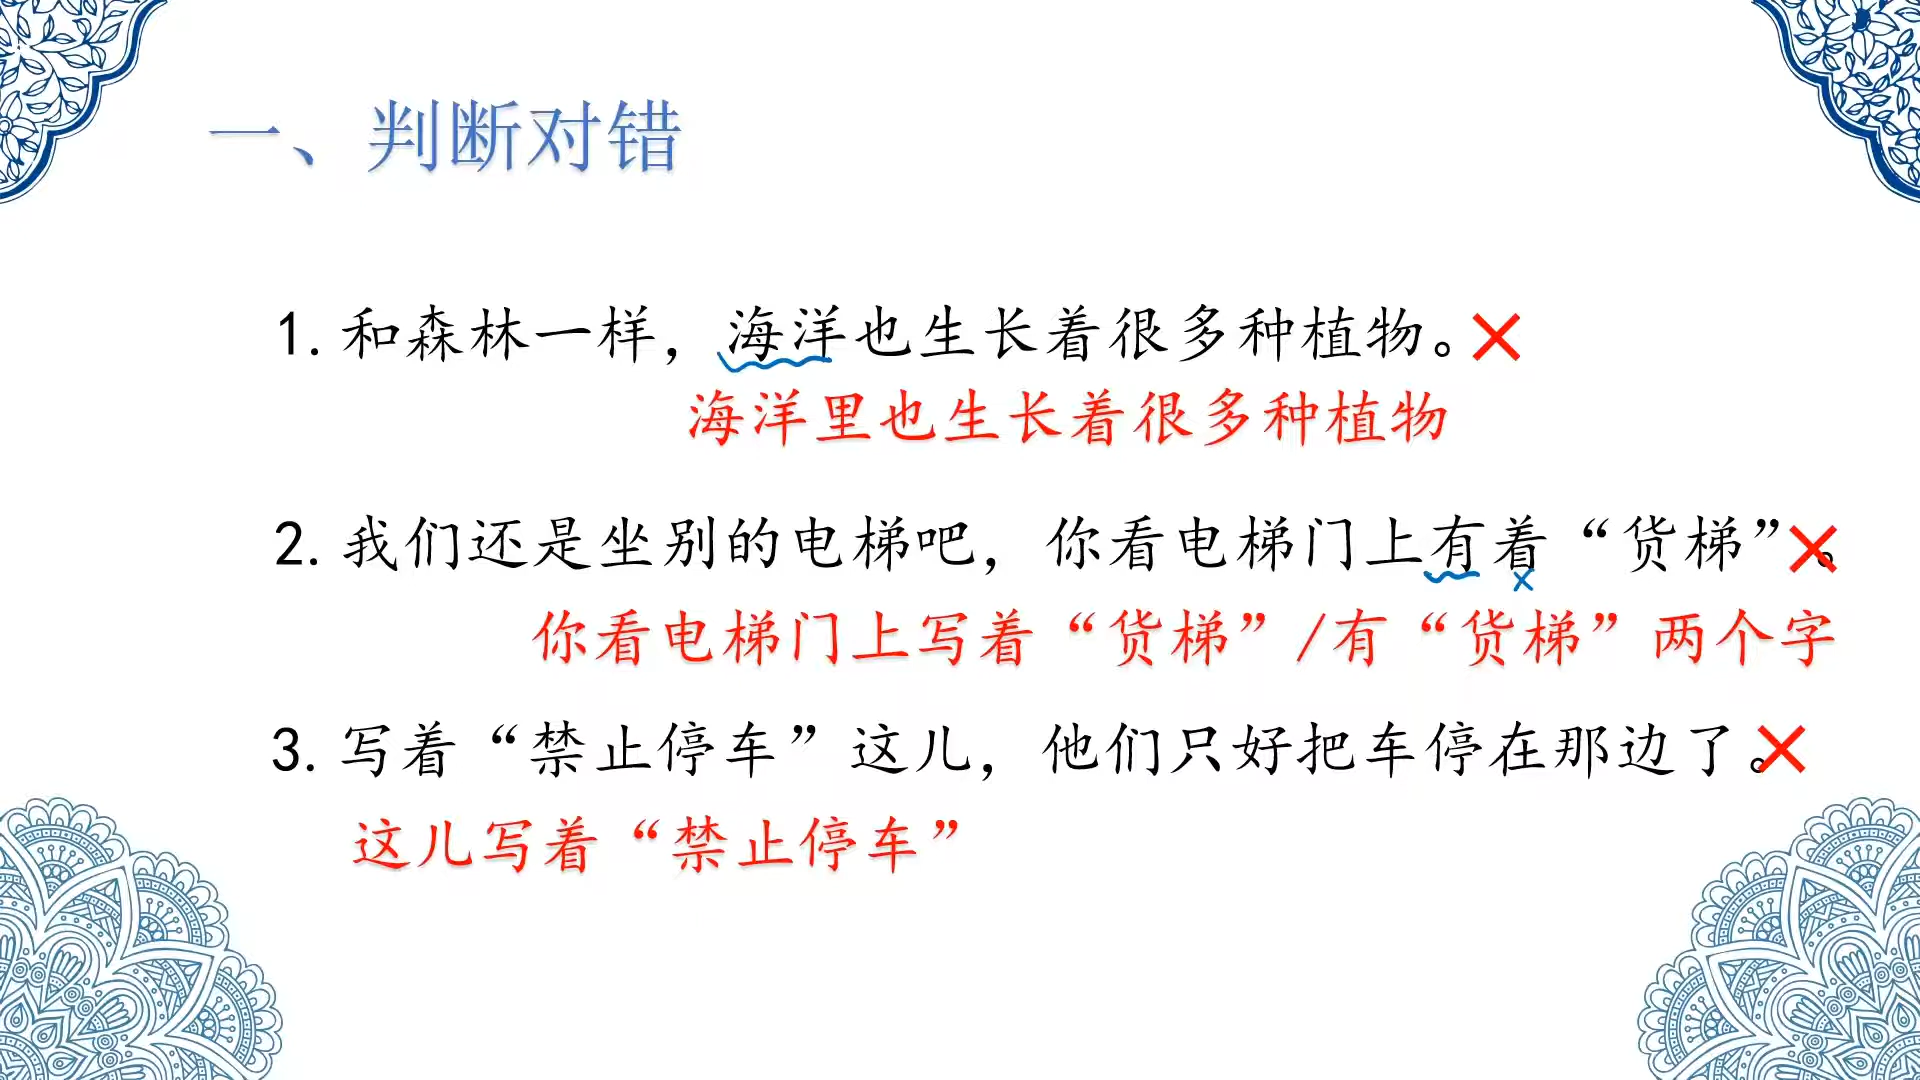 一、判断对错
1.和森林一样，海洋也生长着很多种植物。
海洋里也生长着很多种植物
2.我们还是坐别的电梯吧，你看电梯门上有着“货梯”。
你看电梯门上写着“货梯”/有“货梯”两个字
3.写着“禁止停车”这儿，他们只好把车停在那边了。
这儿写着“禁止停车”